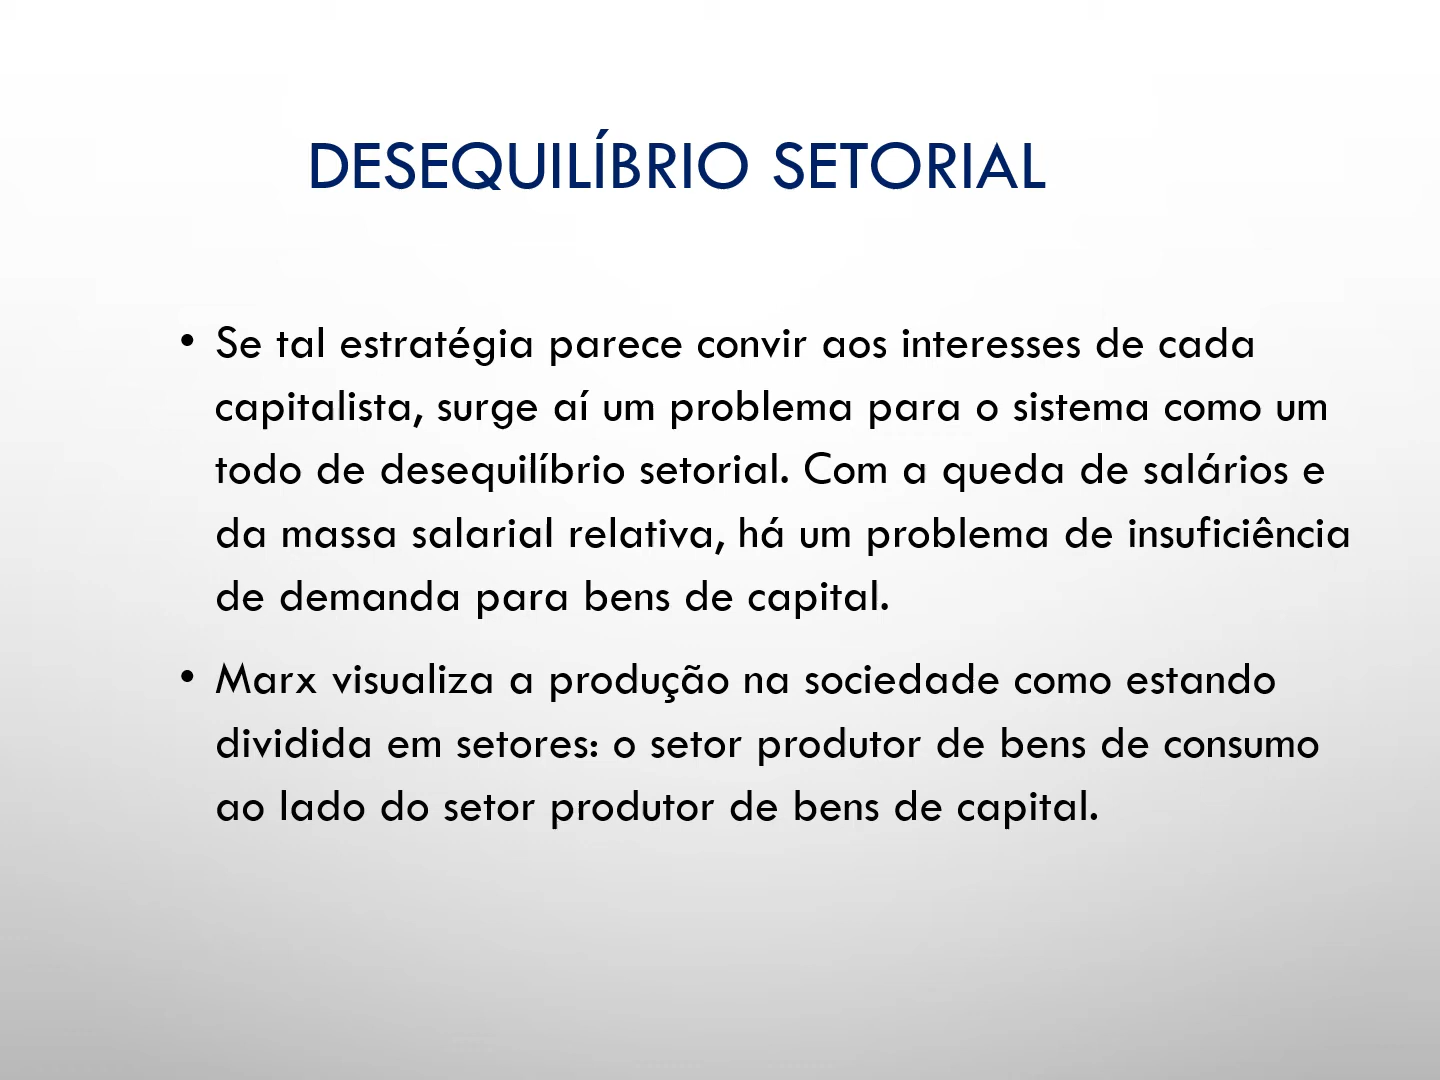 DESEQUILÍBRIO SETORIAL
• Se tal estratégia parece convir aos interesses de cada
capitalista, surge aí um problema para o sistema como um
todo de desequilíbrio setorial. Com a queda de salários e
da massa salarial relativa, há um problema de insuficiência
de demanda para bens de capital.
• Marx visualiza a produção na sociedade como estando
dividida em setores: o setor produtor de bens de consumo
ao lado do setor produtor de bens de capital.